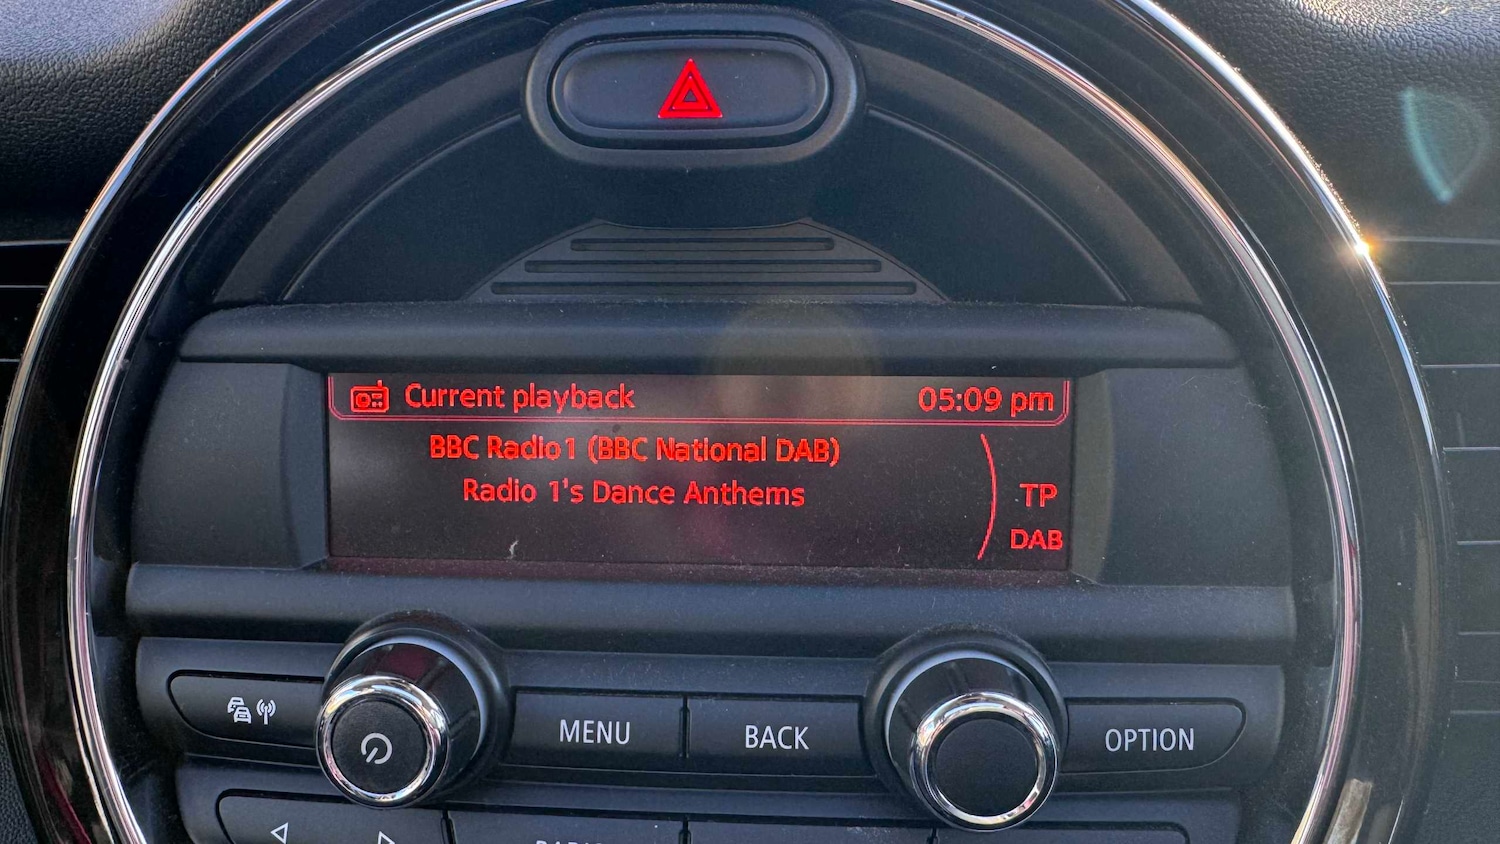 Current playback 05:09 pm
BBC Radio 1 (BBC National DAB)
Radio 1's Dance Anthems
TP
DAB
MENU BACK OPTION